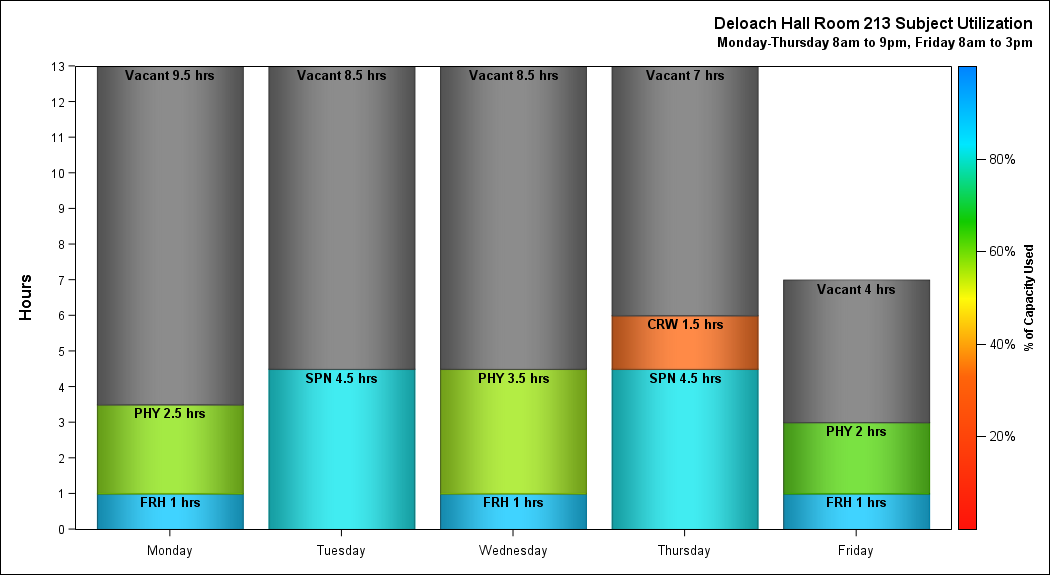 Deloach Hall Room 213 Subject Utilization
Monday-Thursday 8am to 9pm, Friday 8am to 3pm
Hours
13
12
11
10
9
8
7
6
5
4
3
2
1
0
Vacant 9.5 hrs
PHY 2.5 hrs
FRH 1 hrs
Vacant 8.5 hrs
SPN 4.5 hrs
Vacant 8.5 hrs
PHY 3.5 hrs
FRH 1 hrs
Vacant 7 hrs
CRW 1.5 hrs
SPN 4.5 hrs
Vacant 4 hrs
PHY 2 hrs
FRH 1 hrs
Monday
Tuesday
Wednesday
Thursday
Friday
80%
60%
40%
20%
% of Capacity Used